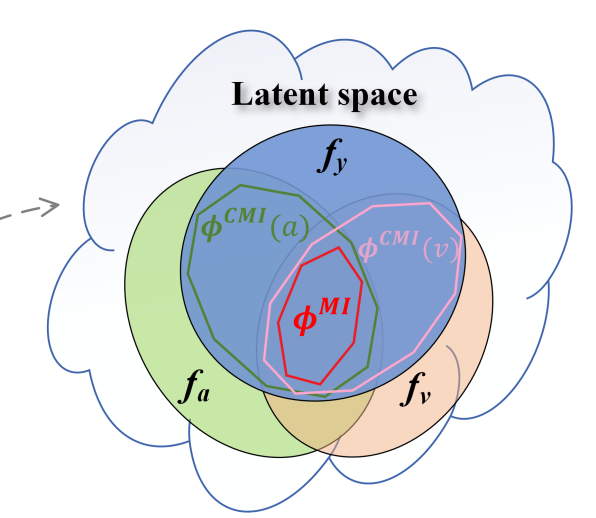 Latent space
f_y
ϕ^{CMI}(a)
ϕ^{CMI}(v)
ϕ^{MI}
f_a
f_v